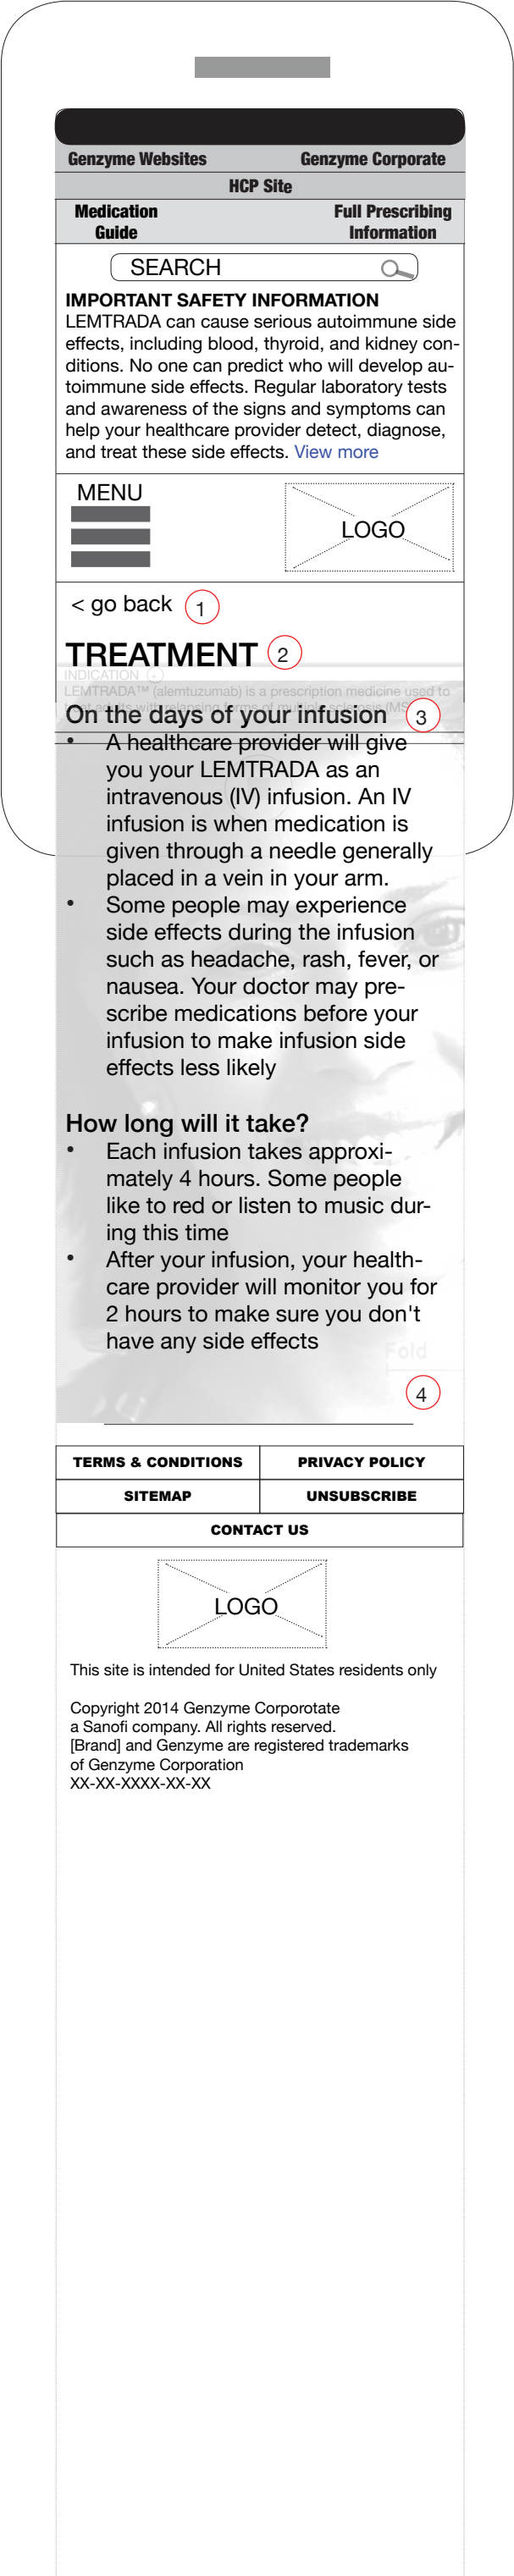 Genzyme Websites Genzyme Corporate
HCP Site
Medication Full Prescribing
Guide Information
SEARCH
IMPORTANT SAFETY INFORMATION
LEMTRADA can cause serious autoimmune side
effects, including blood, thyroid, and kidney con-
ditions. No one can predict who will develop au-
toimmune side effects. Regular laboratory tests
and awareness of the signs and symptoms can
help your healthcare provider detect, diagnose,
and treat these side effects. View more
MENU
LOGO
< go back 1
TREATMENT 2
INDICATION
LEMTRADA™ (alemtuzumab) is a prescription medicine used to
treat adults with relapsing forms of multiple sclerosis (MS
On the days of your infusion 3
• A healthcare provider will give
you your LEMTRADA as an
intravenous (IV) infusion. An IV
infusion is when medication is
given through a needle generally
placed in a vein in your arm.
• Some people may experience
side effects during the infusion
such as headache, rash, fever, or
nausea. Your doctor may pre-
scribe medications before your
infusion to make infusion side
effects less likely
How long will it take?
• Each infusion takes approxi-
mately 4 hours. Some people
like to red or listen to music dur-
ing this time
• After your infusion, your health-
care provider will monitor you for
2 hours to make sure you don't
have any side effects
Fold
4
TERMS & CONDITIONS PRIVACY POLICY
SITEMAP UNSUBSCRIBE
CONTACT US
LOGO
This site is intended for United States residents only
Copyright 2014 Genzyme Corporotate
a Sanofi company. All rights reserved.
[Brand] and Genzyme are registered trademarks
of Genzyme Corporation
XX-XX-XXXX-XX-XX